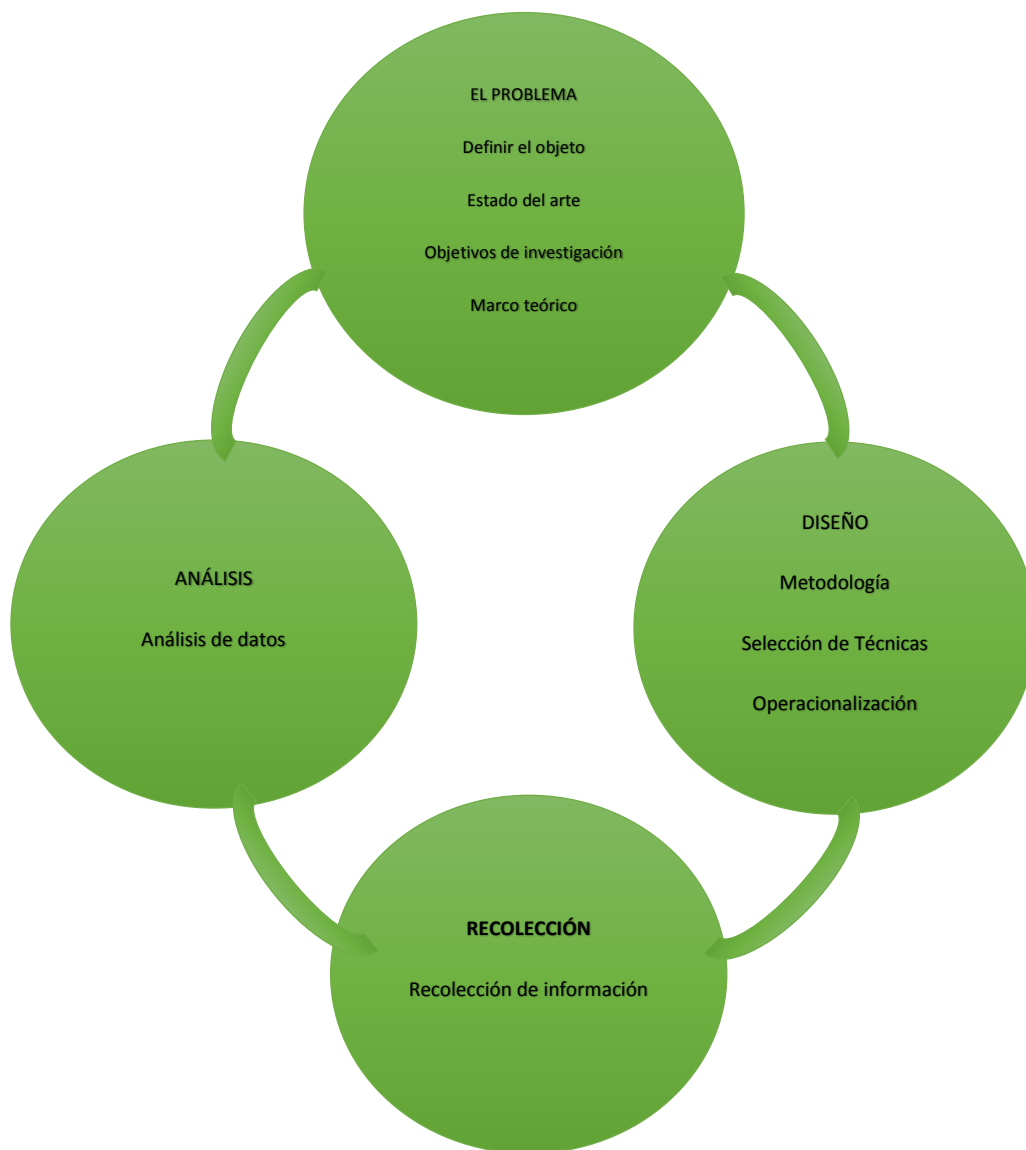 EL PROBLEMA
Definir el objeto
Estado del arte
Objetivos de investigación
Marco teórico
DISEÑO
Metodología
Selección de Técnicas
Operacionalización
RECOLECCIÓN
Recolección de información
ANÁLISIS
Análisis de datos